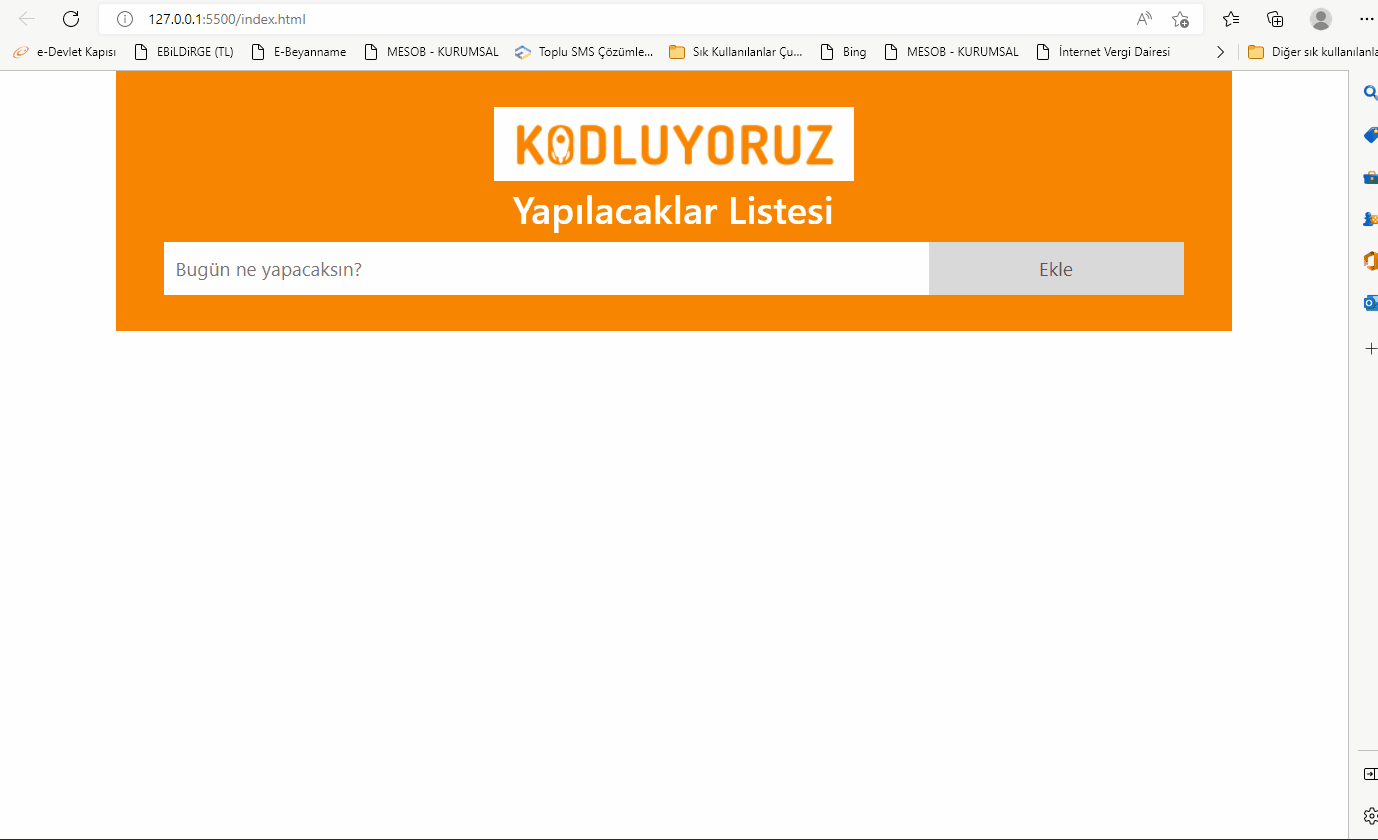 127.0.0.1:5500/index.html
e-Devlet Kapısı EBiLDiRGE (TL) E-Beyanname MESOB - KURUMSAL Toplu SMS Çözümle... Sık Kullanılanlar Çu... Bing MESOB - KURUMSAL İnternet Vergi Dairesi Diğer sık kullanılanla
KODLUYORUZ
Yapılacaklar Listesi
Bugün ne yapacaksın? Ekle